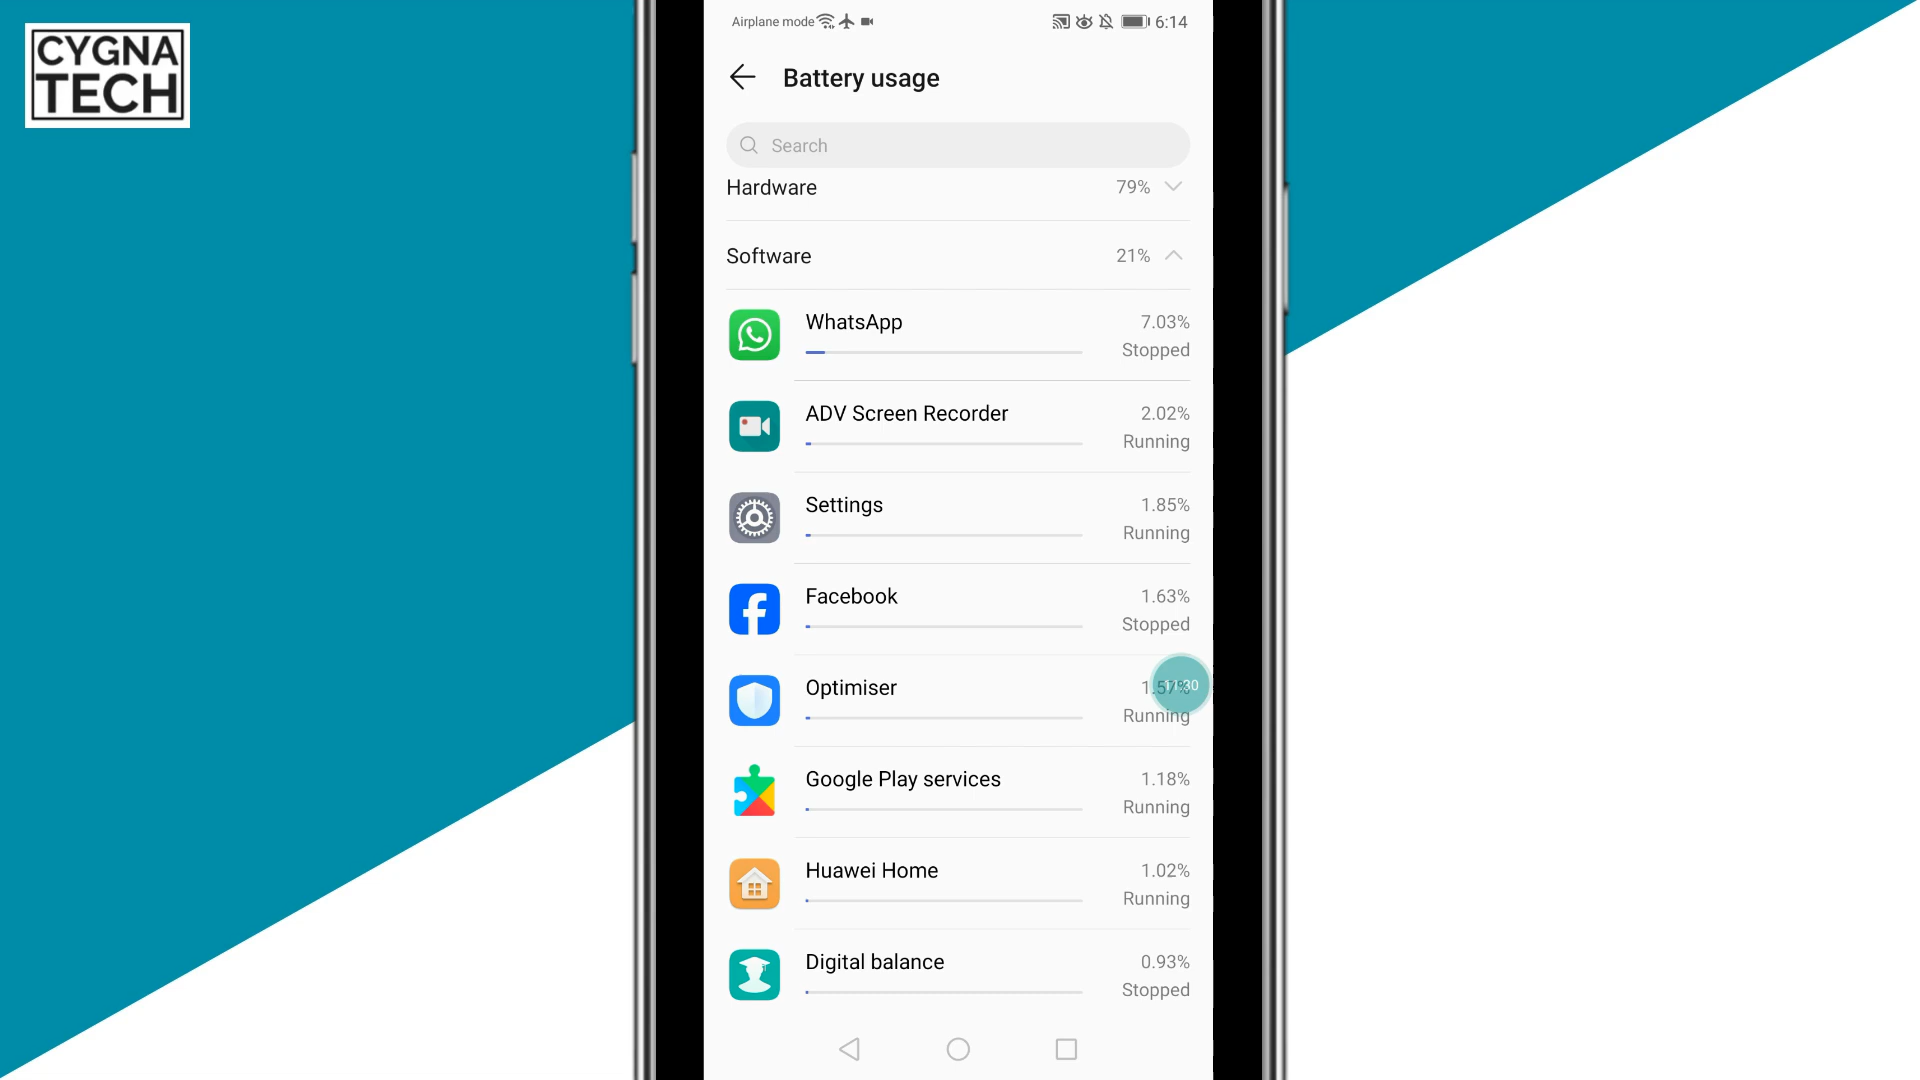 CYGNA
TECH
Airplane mode
6:14
Battery usage
Search
Hardware 79%
Software 21%
WhatsApp 7.03%
Stopped
ADV Screen Recorder 2.02%
Running
Settings 1.85%
Running
Facebook 1.63%
Stopped
Optimiser 1.57%
Running
Google Play services 1.18%
Running
Huawei Home 1.02%
Running
Digital balance 0.93%
Stopped